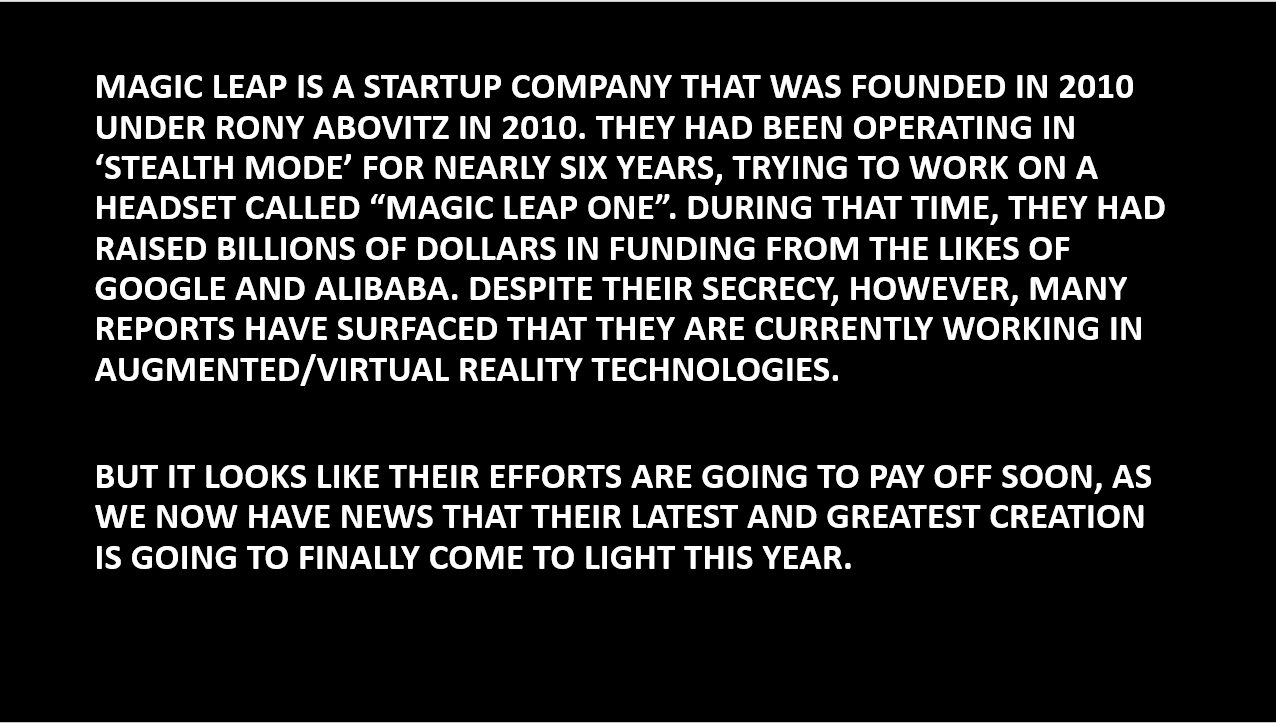 MAGIC LEAP IS A STARTUP COMPANY THAT WAS FOUNDED IN 2010
UNDER RONY ABOVITZ IN 2010. THEY HAD BEEN OPERATING IN
‘STEALTH MODE’ FOR NEARLY SIX YEARS, TRYING TO WORK ON A
HEADSET CALLED “MAGIC LEAP ONE”. DURING THAT TIME, THEY HAD
RAISED BILLIONS OF DOLLARS IN FUNDING FROM THE LIKES OF
GOOGLE AND ALIBABA. DESPITE THEIR SECRECY, HOWEVER, MANY
REPORTS HAVE SURFACED THAT THEY ARE CURRENTLY WORKING IN
AUGMENTED/VIRTUAL REALITY TECHNOLOGIES.
BUT IT LOOKS LIKE THEIR EFFORTS ARE GOING TO PAY OFF SOON, AS
WE NOW HAVE NEWS THAT THEIR LATEST AND GREATEST CREATION
IS GOING TO FINALLY COME TO LIGHT THIS YEAR.